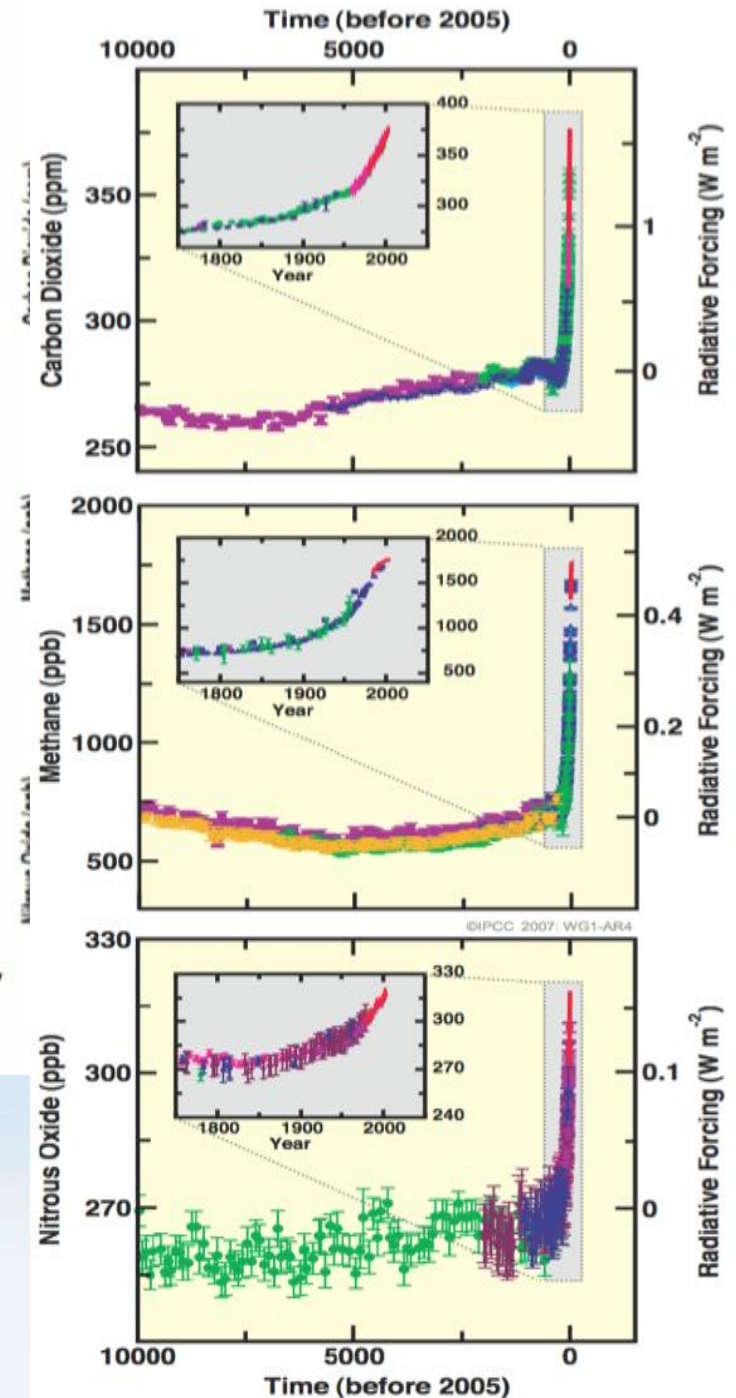 Time (before 2005)
10000 5000 0
Carbon Dioxide (ppm)
350
300
250
400
350
300
1800 1900 2000
Year
1
0
Radiative Forcing (W m-2)
Methane (ppb)
2000
1500
1000
500
2000
1500
1000
500
1800 1900 2000
Year
0.4
0.2
0
Radiative Forcing (W m-2)
©IPCC 2007: WG1-AR4
Nitrous Oxide (ppb)
330
300
270
330
300
270
240
1800 1900 2000
Year
0.1
0
Radiative Forcing (W m-2)
10000 5000 0
Time (before 2005)